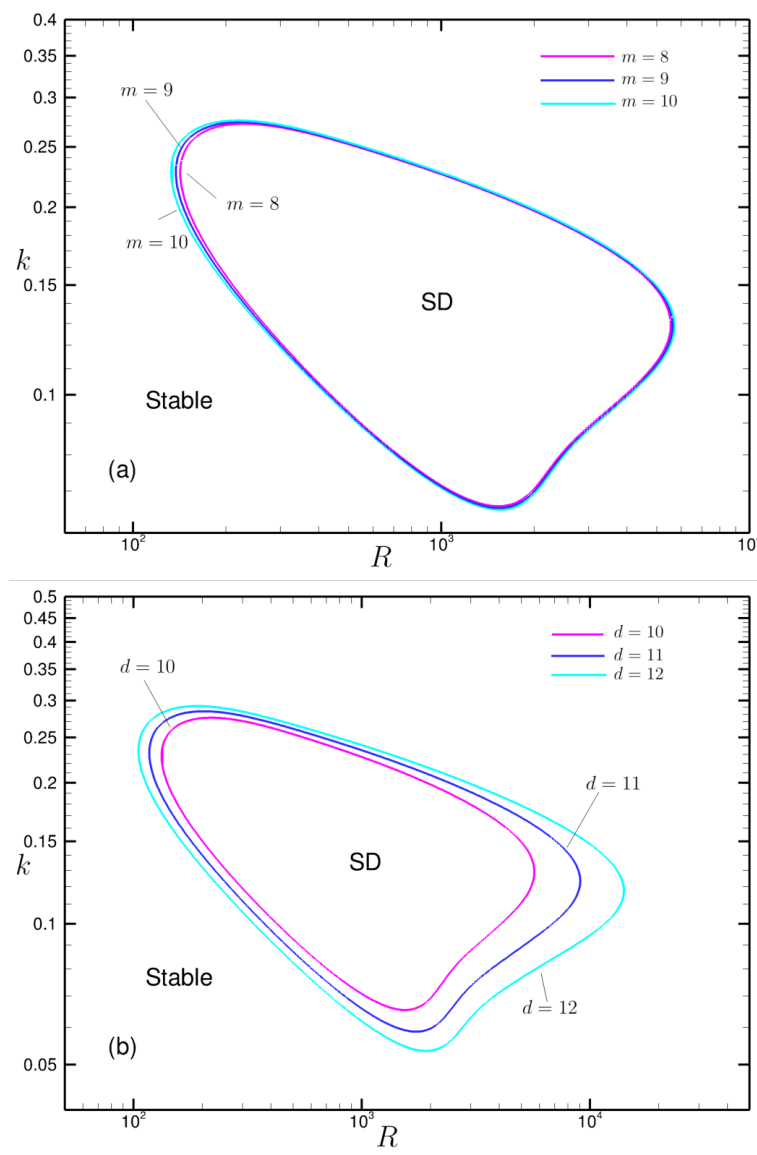 0.4
0.35
0.3
0.25
0.2
0.15
0.1
k
m = 8
m = 9
m = 10
m = 9
m = 8
m = 10
SD
Stable
(a)
10²
10³
R
0.5
0.45
0.4
0.35
0.3
0.25
0.2
0.15
0.1
0.05
k
d = 10
d = 11
d = 12
d = 10
d = 11
SD
Stable
d = 12
(b)
10²
10³
10⁴
R